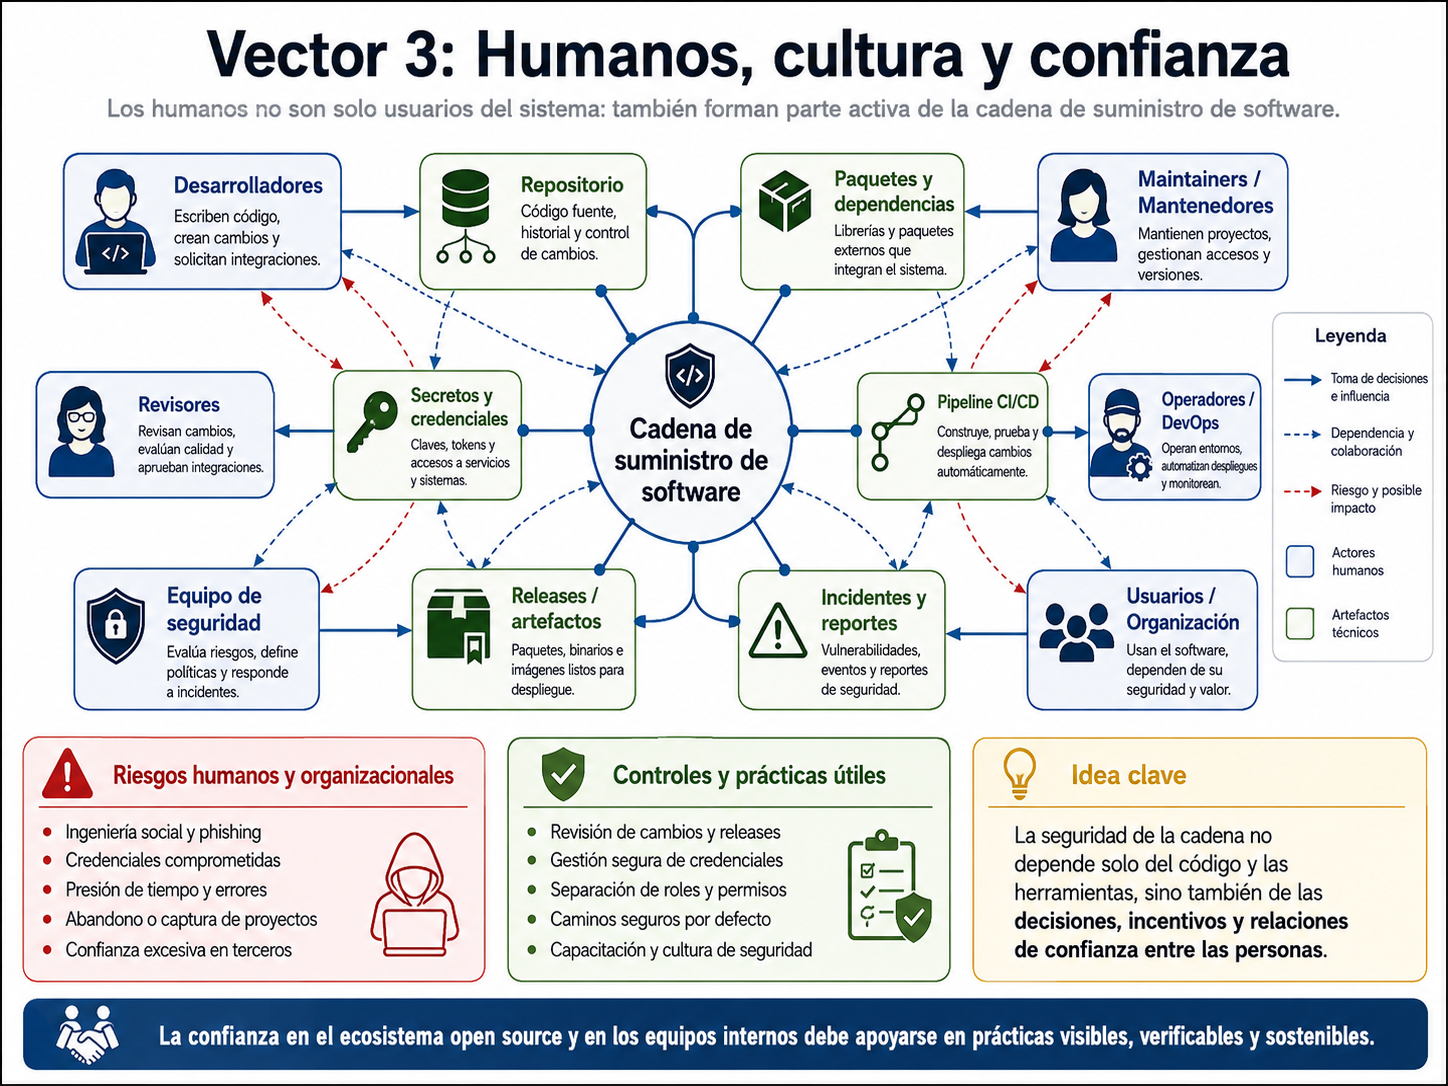 Vector 3: Humanos, cultura y confianza
Los humanos no son solo usuarios del sistema: también forman parte activa de la cadena de suministro de software.
Desarrolladores
Escriben código,
crean cambios y
solicitan integraciones.
Repositorio
Código fuente,
historial y control
de cambios.
Paquetes y
dependencias
Librerías y paquetes
externos que
integran el sistema.
Maintainers /
Mantenedores
Mantienen proyectos,
gestionan accesos y
versiones.
Revisores
Revisan cambios,
evalúan calidad y
aprueban integraciones.
Secretos y
credenciales
Claves, tokens y
accesos a servicios
y sistemas.
</>
Cadena de
suministro de
software
Pipeline CI/CD
Construye, prueba y
despliega cambios
automáticamente.
Operadores /
DevOps
Operan entornos,
automatizan despliegues
y monitorean.
Leyenda
Toma de decisiones
e influencia
Dependencia y
colaboración
Riesgo y posible
impacto
Actores
humanos
Artefactos
técnicos
Equipo de
seguridad
Evalúa riesgos, define
políticas y responde
a incidentes.
Releases /
artefactos
Paquetes, binarios e
imágenes listos para
despliegue.
Incidentes y
reportes
Vulnerabilidades,
eventos y reportes
de seguridad.
Usuarios /
Organización
Usan el software,
dependen de su
seguridad y valor.
Riesgos humanos y organizacionales
• Ingeniería social y phishing
• Credenciales comprometidas
• Presión de tiempo y errores
• Abandono o captura de proyectos
• Confianza excesiva en terceros
Controles y prácticas útiles
• Revisión de cambios y releases
• Gestión segura de credenciales
• Separación de roles y permisos
• Caminos seguros por defecto
• Capacitación y cultura de seguridad
Idea clave
La seguridad de la cadena no
depende solo del código y las
herramientas, sino también de las
decisiones, incentivos y relaciones
de confianza entre las personas.
La confianza en el ecosistema open source y en los equipos internos debe apoyarse en prácticas visibles, verificables y sostenibles.